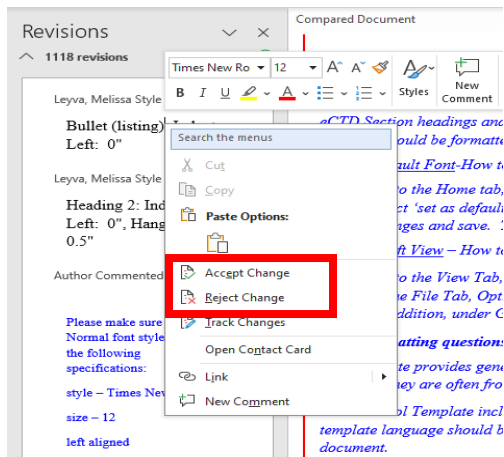 Revisions
1118 revisions
Leyva, Melissa Style
Bullet (listing)
Left: 0"
Leyva, Melissa Style
Heading 2: Ind
Left: 0", Hang
0.5"
Author Commented
Please make sure
Normal font style
the following
specifications:
style – Times New
size – 12
left aligned
Times New Ro
12
B I U
Styles
New
Comment
Search the menus
Cut
Copy
Paste Options:
Accept Change
Reject Change
Track Changes
Open Contact Card
Link
New Comment
Compared Document
eCTD Section headings and
ould be formatte
ault Font-How to
to the Home tab,
ct ‘set as default
nges and save. T
ft View – How to
to the View Tab,
e File Tab, Opt
ddition, under G
atting questions
te provides gene
ey are often fro
ol Template incl
template language should b
document.